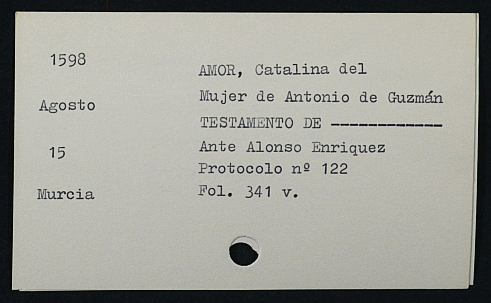 1598
Agosto
15
Murcia
AMOR, Catalina del
Mujer de Antonio de Guzmán
TESTAMENTO DE ------------
Ante Alonso Enriquez
Protocolo nº 122
Fol. 341 v.